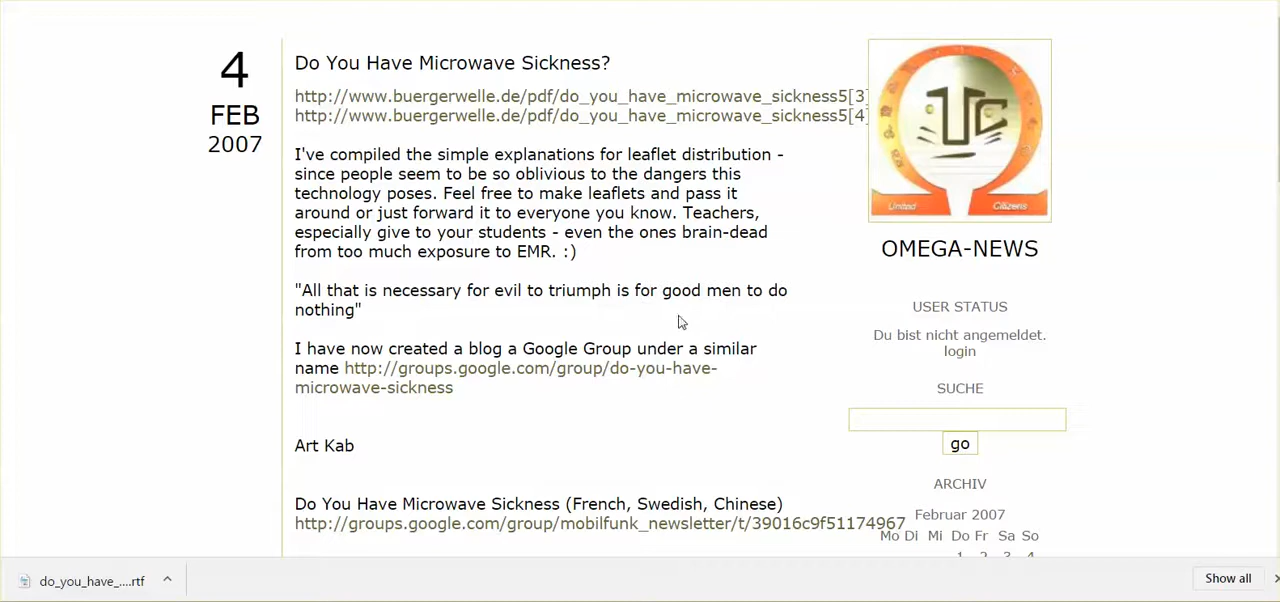 4
FEB
2007
Do You Have Microwave Sickness?
http://www.buergerwelle.de/pdf/do_you_have_microwave_sickness5[3]
http://www.buergerwelle.de/pdf/do_you_have_microwave_sickness5[4]
I've compiled the simple explanations for leaflet distribution -
since people seem to be so oblivious to the dangers this
technology poses. Feel free to make leaflets and pass it
around or just forward it to everyone you know. Teachers,
especially give to your students - even the ones brain-dead
from too much exposure to EMR. :)
"All that is necessary for evil to triumph is for good men to do
nothing"
I have now created a blog a Google Group under a similar
name http://groups.google.com/group/do-you-have-
microwave-sickness
Art Kab
Do You Have Microwave Sickness (French, Swedish, Chinese)
http://groups.google.com/group/mobilfunk_newsletter/t/39016c9f51174967
UC
United Citizens
OMEGA-NEWS
USER STATUS
Du bist nicht angemeldet.
login
SUCHE
go
ARCHIV
Februar 2007
Mo Di Mi Do Fr Sa So
1 2 3 4
do_you_have_....rtf
Show all